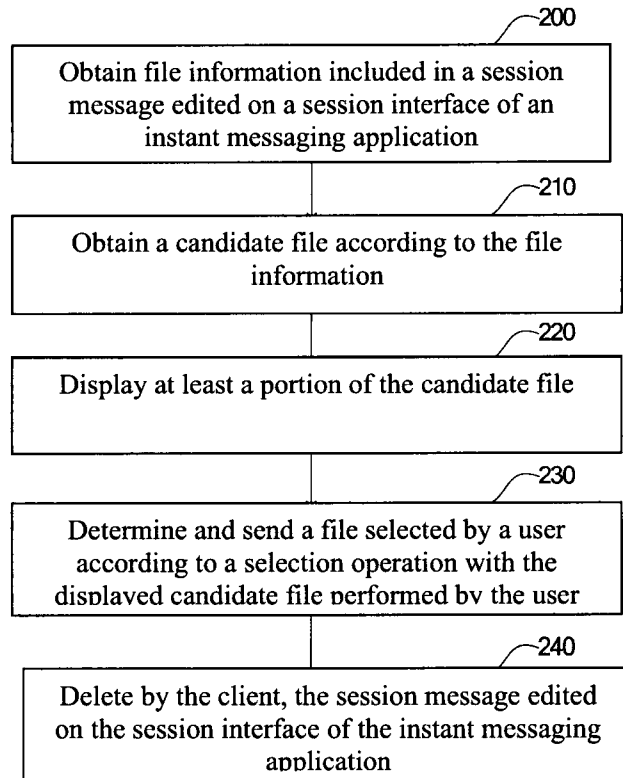 200
Obtain file information included in a session
message edited on a session interface of an
instant messaging application
210
Obtain a candidate file according to the file
information
220
Display at least a portion of the candidate file
230
Determine and send a file selected by a user
according to a selection operation with the
displayed candidate file performed by the user
240
Delete by the client, the session message edited
on the session interface of the instant messaging
application